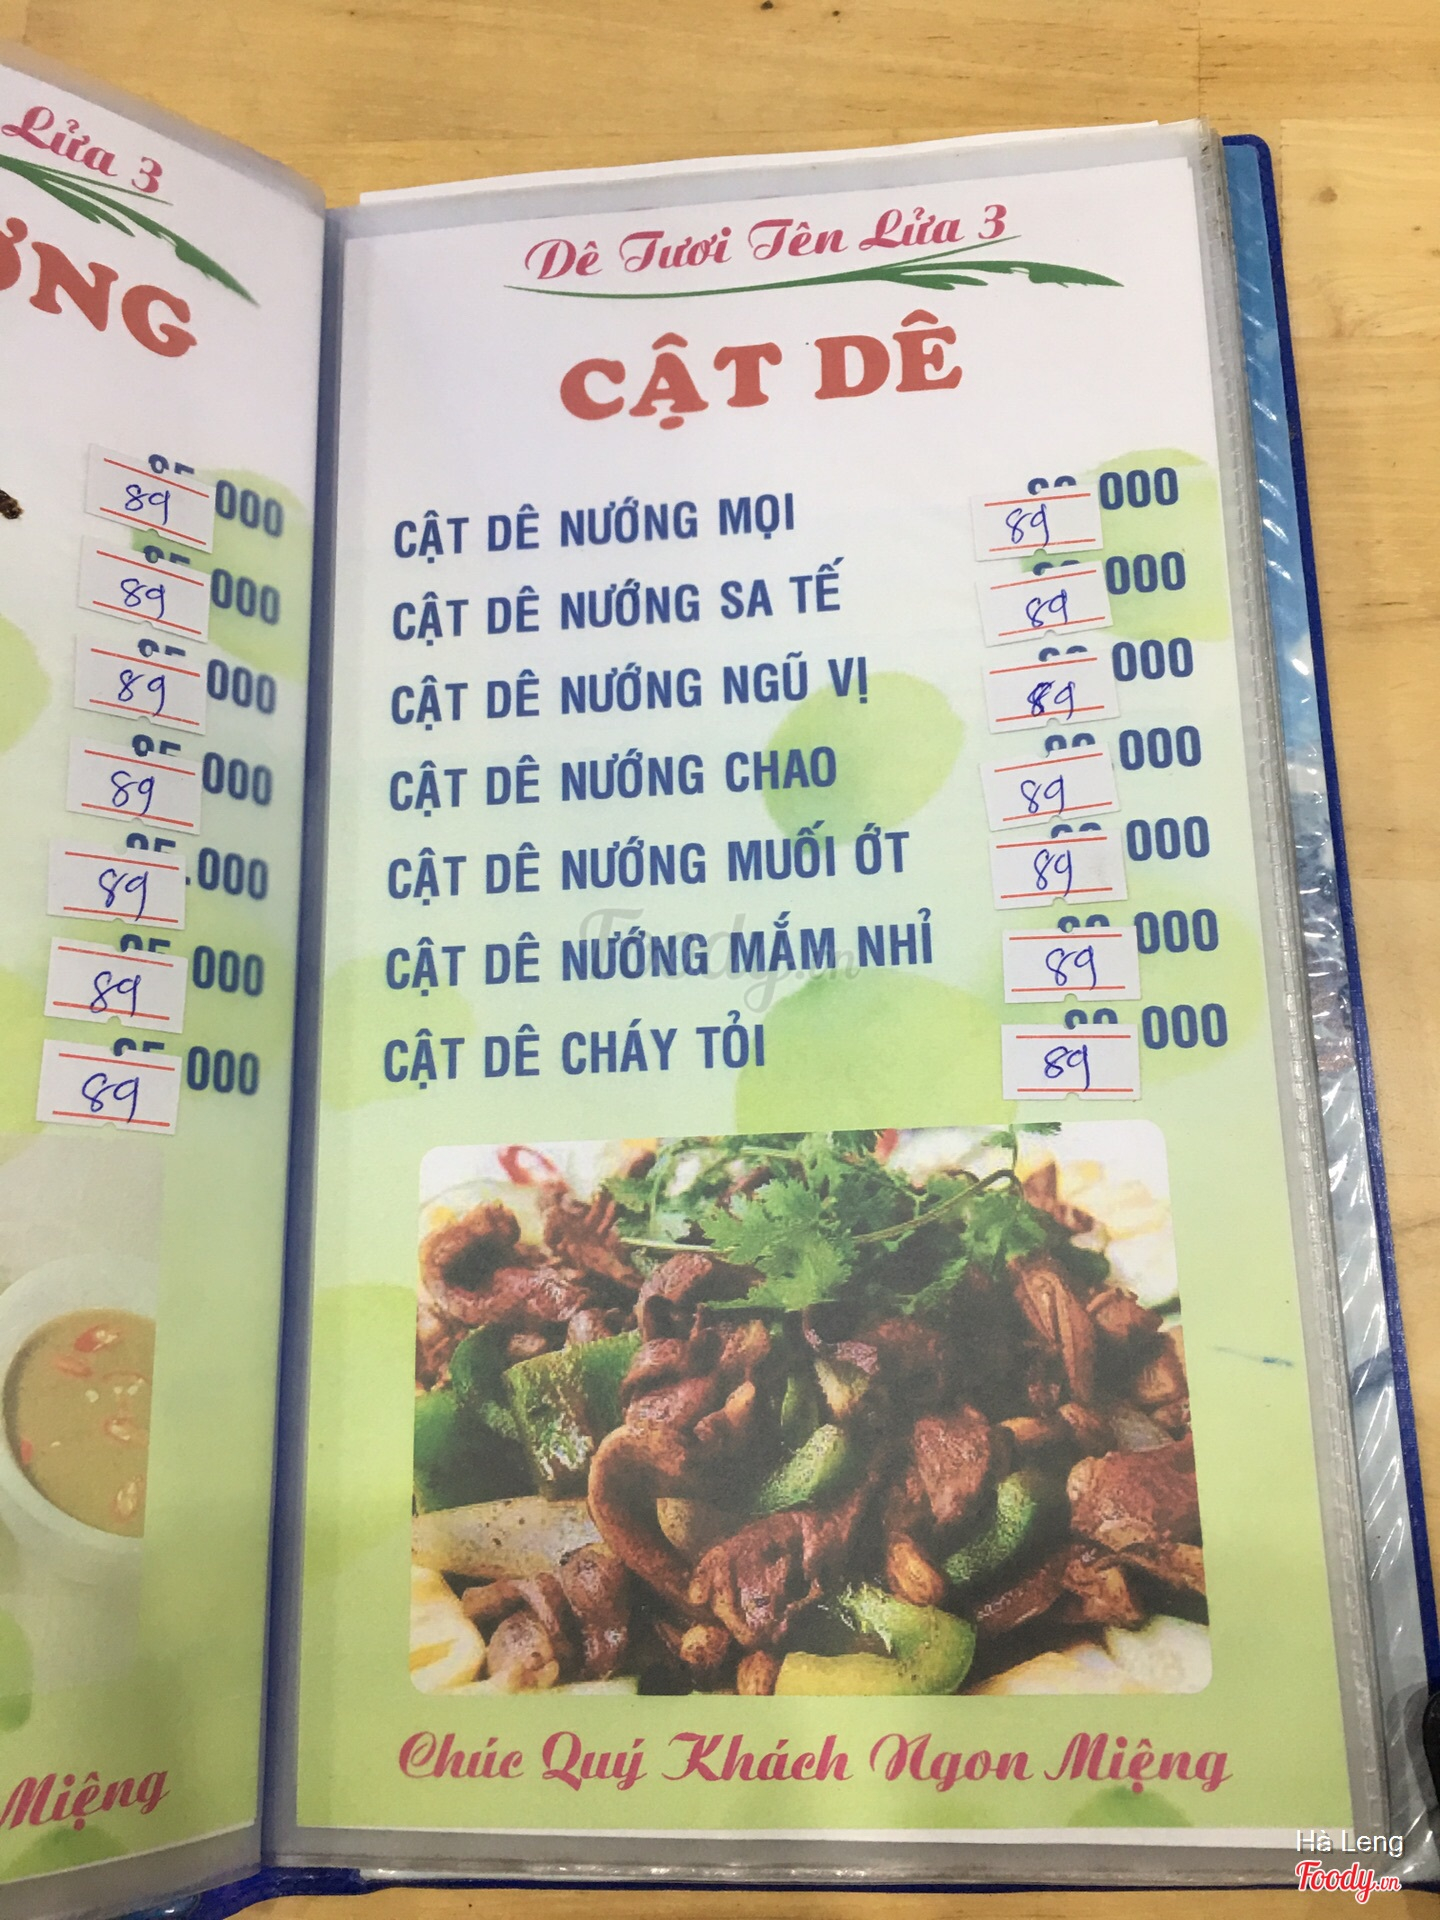 Lửa 3
89 000
89 000
89 000
89 000
89 .000
89 000
89 000
Miệng
Dê Tươi Tên Lửa 3
CẬT DÊ
CẬT DÊ NƯỚNG MỌI 89 000
CẬT DÊ NƯỚNG SA TẾ 89 000
CẬT DÊ NƯỚNG NGŨ VỊ 89 000
CẬT DÊ NƯỚNG CHAO 89 .000
CẬT DÊ NƯỚNG MUỐI ỚT 89 000
CẬT DÊ NƯỚNG MẮM NHỈ 89 000
CẬT DÊ CHÁY TỎI 89 000
Foody.vn
Chúc Quý Khách Ngon Miệng
Hà Leng
Foody.vn